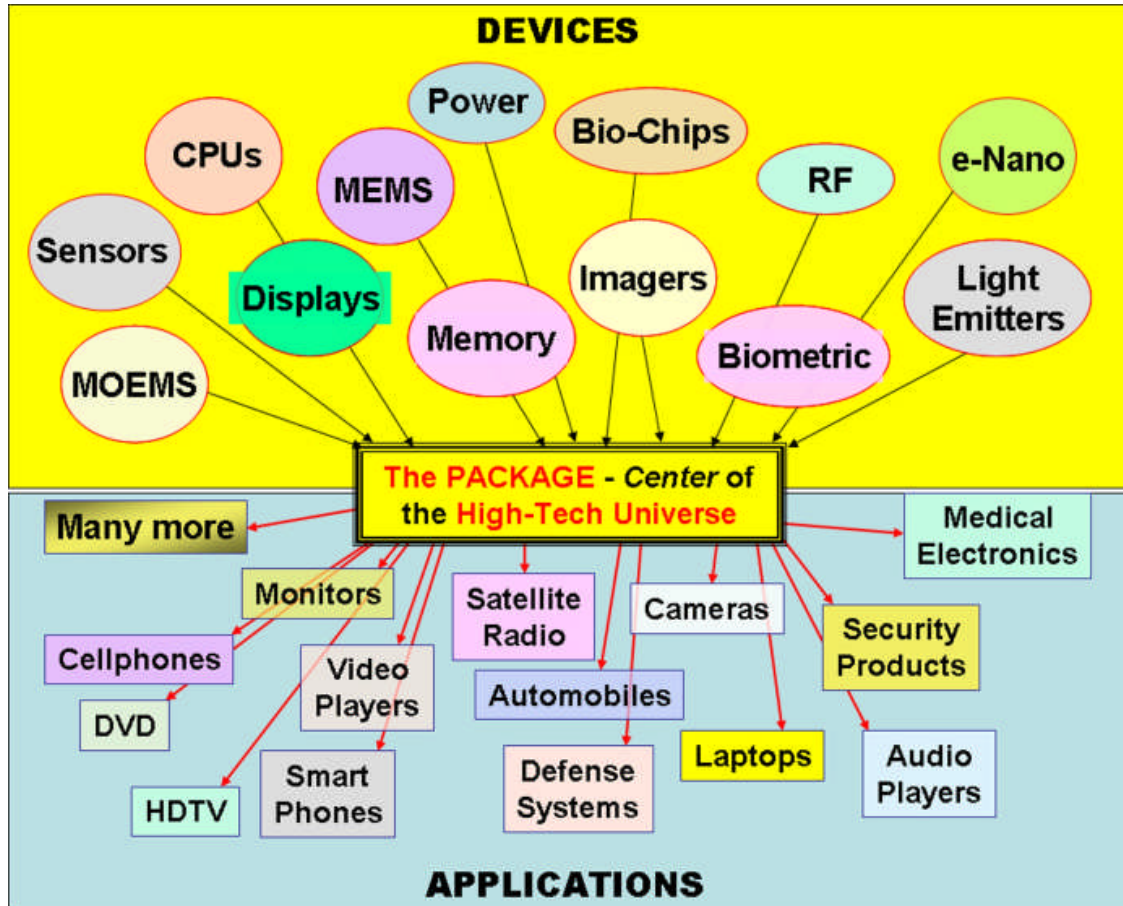 DEVICES
Power
Bio-Chips
CPUs
MEMS
RF
e-Nano
Sensors
Displays
Imagers
Light
Emitters
Memory
Biometric
MOEMS
The PACKAGE - Center of
the High-Tech Universe
Many more
Medical
Electronics
Monitors
Satellite
Radio
Cameras
Security
Products
Cellphones
Video
Players
Automobiles
DVD
Laptops
Audio
Players
Defense
Systems
Smart
Phones
HDTV
APPLICATIONS